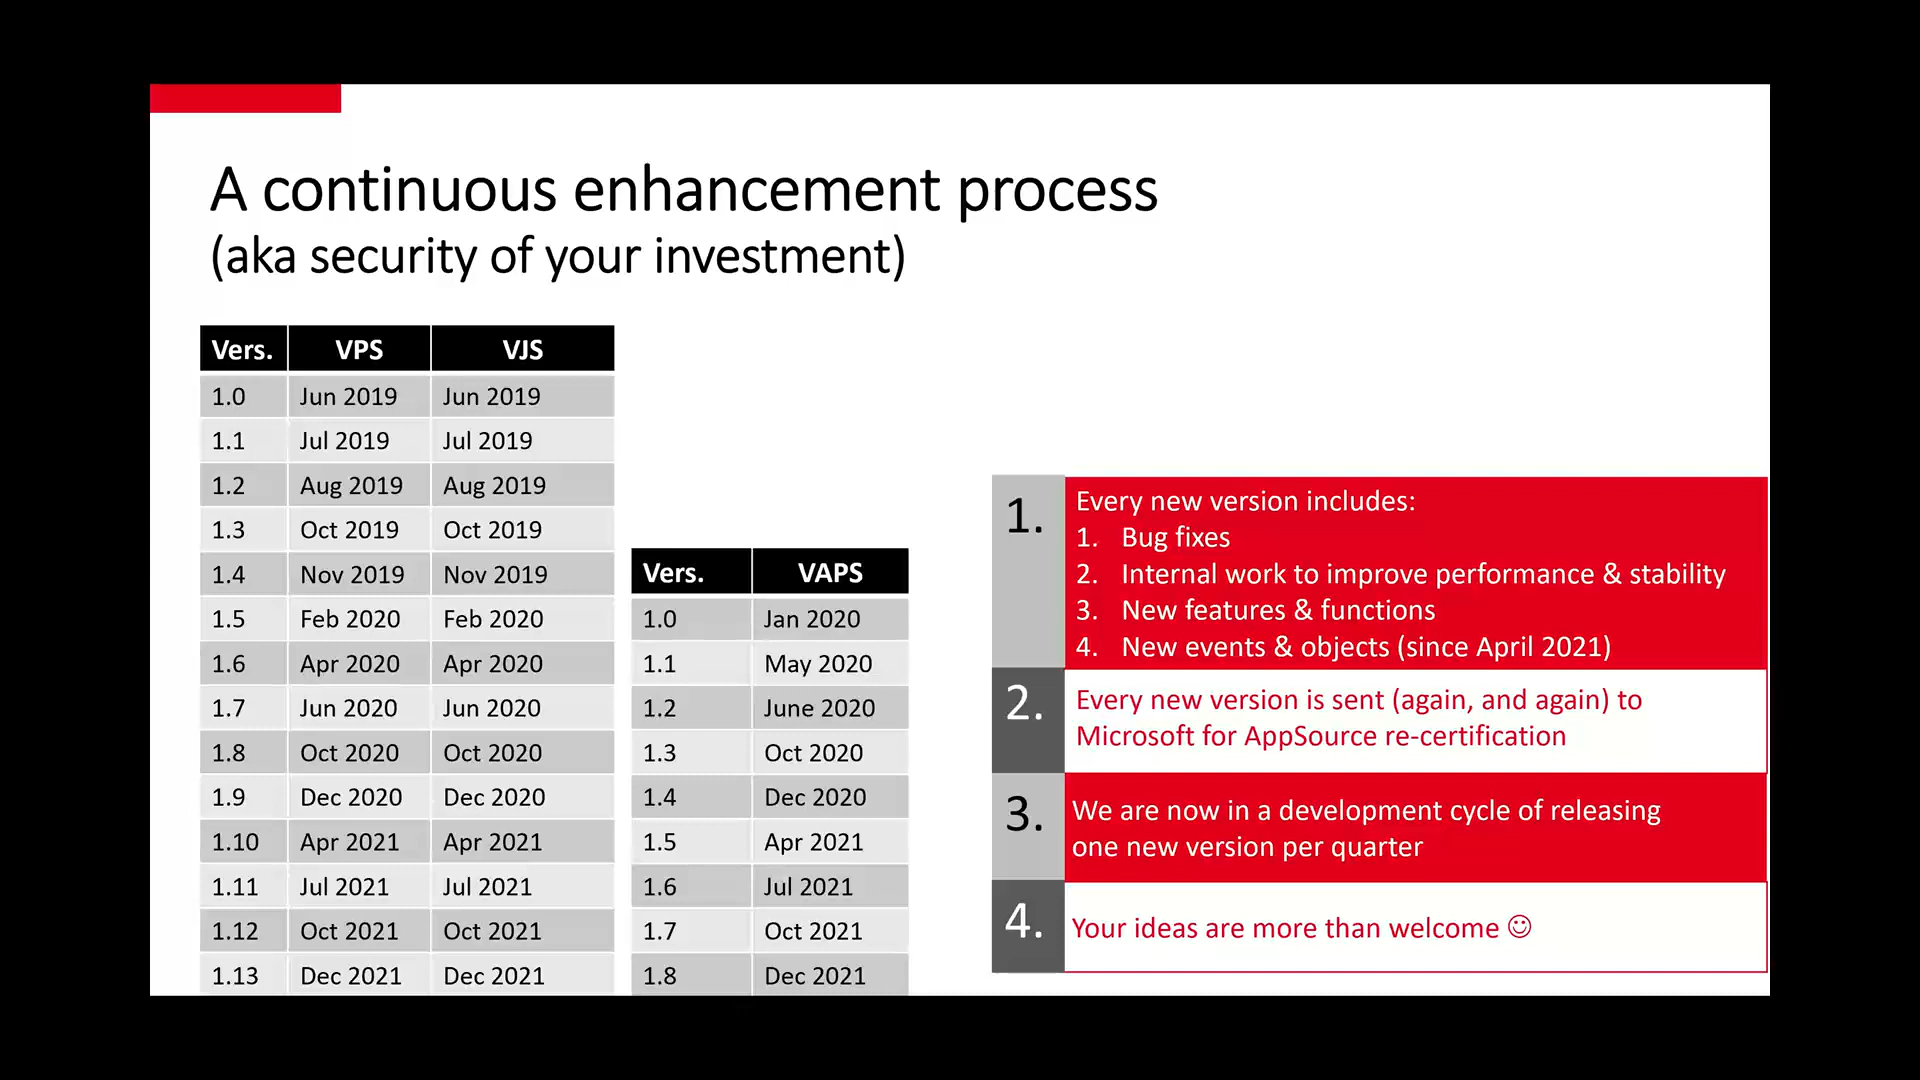 A continuous enhancement process
(aka security of your investment)
Vers. VPS VJS
1.0 Jun 2019 Jun 2019
1.1 Jul 2019 Jul 2019
1.2 Aug 2019 Aug 2019
1.3 Oct 2019 Oct 2019
1.4 Nov 2019 Nov 2019
1.5 Feb 2020 Feb 2020
1.6 Apr 2020 Apr 2020
1.7 Jun 2020 Jun 2020
1.8 Oct 2020 Oct 2020
1.9 Dec 2020 Dec 2020
1.10 Apr 2021 Apr 2021
1.11 Jul 2021 Jul 2021
1.12 Oct 2021 Oct 2021
1.13 Dec 2021 Dec 2021
Vers. VAPS
1.0 Jan 2020
1.1 May 2020
1.2 June 2020
1.3 Oct 2020
1.4 Dec 2020
1.5 Apr 2021
1.6 Jul 2021
1.7 Oct 2021
1.8 Dec 2021
1. Every new version includes:
1. Bug fixes
2. Internal work to improve performance & stability
3. New features & functions
4. New events & objects (since April 2021)
2. Every new version is sent (again, and again) to
Microsoft for AppSource re-certification
3. We are now in a development cycle of releasing
one new version per quarter
4. Your ideas are more than welcome ☺